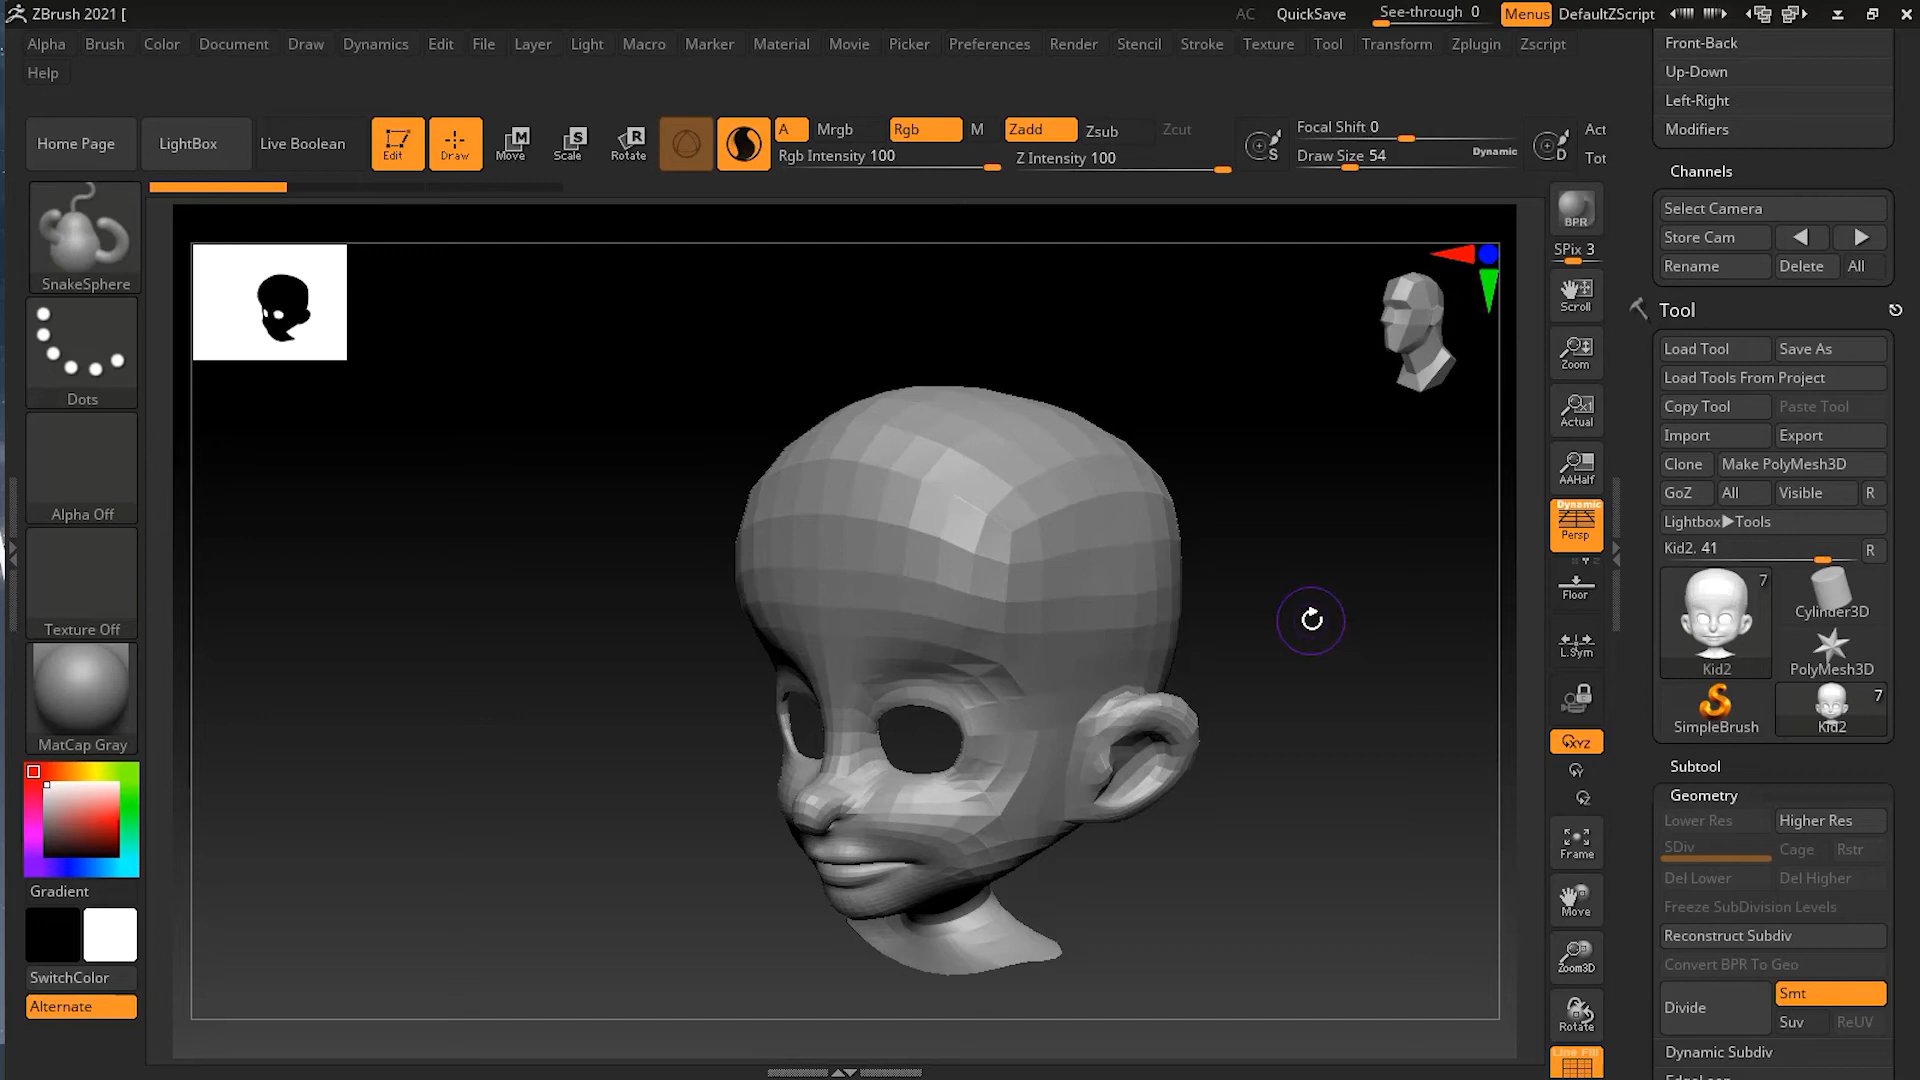 ZBrush 2021 [
AC QuickSave See-through 0 Menus DefaultZScript
Alpha Brush Color Document Draw Dynamics Edit File Layer Light Macro Marker Material Movie Picker Preferences Render Stencil Stroke Texture Tool Transform Zplugin Zscript
Help
Home Page LightBox Live Boolean Edit Draw Move Scale Rotate
M S R
A Mrgb Rgb M Zadd Zsub Zcut
Rgb Intensity 100 Z Intensity 100
S Focal Shift 0
Draw Size 54 Dynamic
D Act
Tot
SnakeSphere
Dots
Alpha Off
Texture Off
MatCap Gray
Gradient
SwitchColor
Alternate
BPR
SPix 3
Scroll
Zoom
Actual
AAHalf
Dynamic
Persp
Floor
L.Sym
XYZ
Y
Z
Frame
Move
Zoom3D
Rotate
Line Fill
Front-Back
Up-Down
Left-Right
Modifiers
Channels
Select Camera
Store Cam
Rename Delete All
Tool
Load Tool Save As
Load Tools From Project
Copy Tool Paste Tool
Import Export
Clone Make PolyMesh3D
GoZ All Visible R
Lightbox▶Tools
Kid2. 41 R
7
Cylinder3D
Kid2 PolyMesh3D
7
SimpleBrush Kid2
Subtool
Geometry
Lower Res Higher Res
SDiv Cage Rstr
Del Lower Del Higher
Freeze SubDivision Levels
Reconstruct Subdiv
Convert BPR To Geo
Divide Smt
Suv ReUV
Dynamic Subdiv